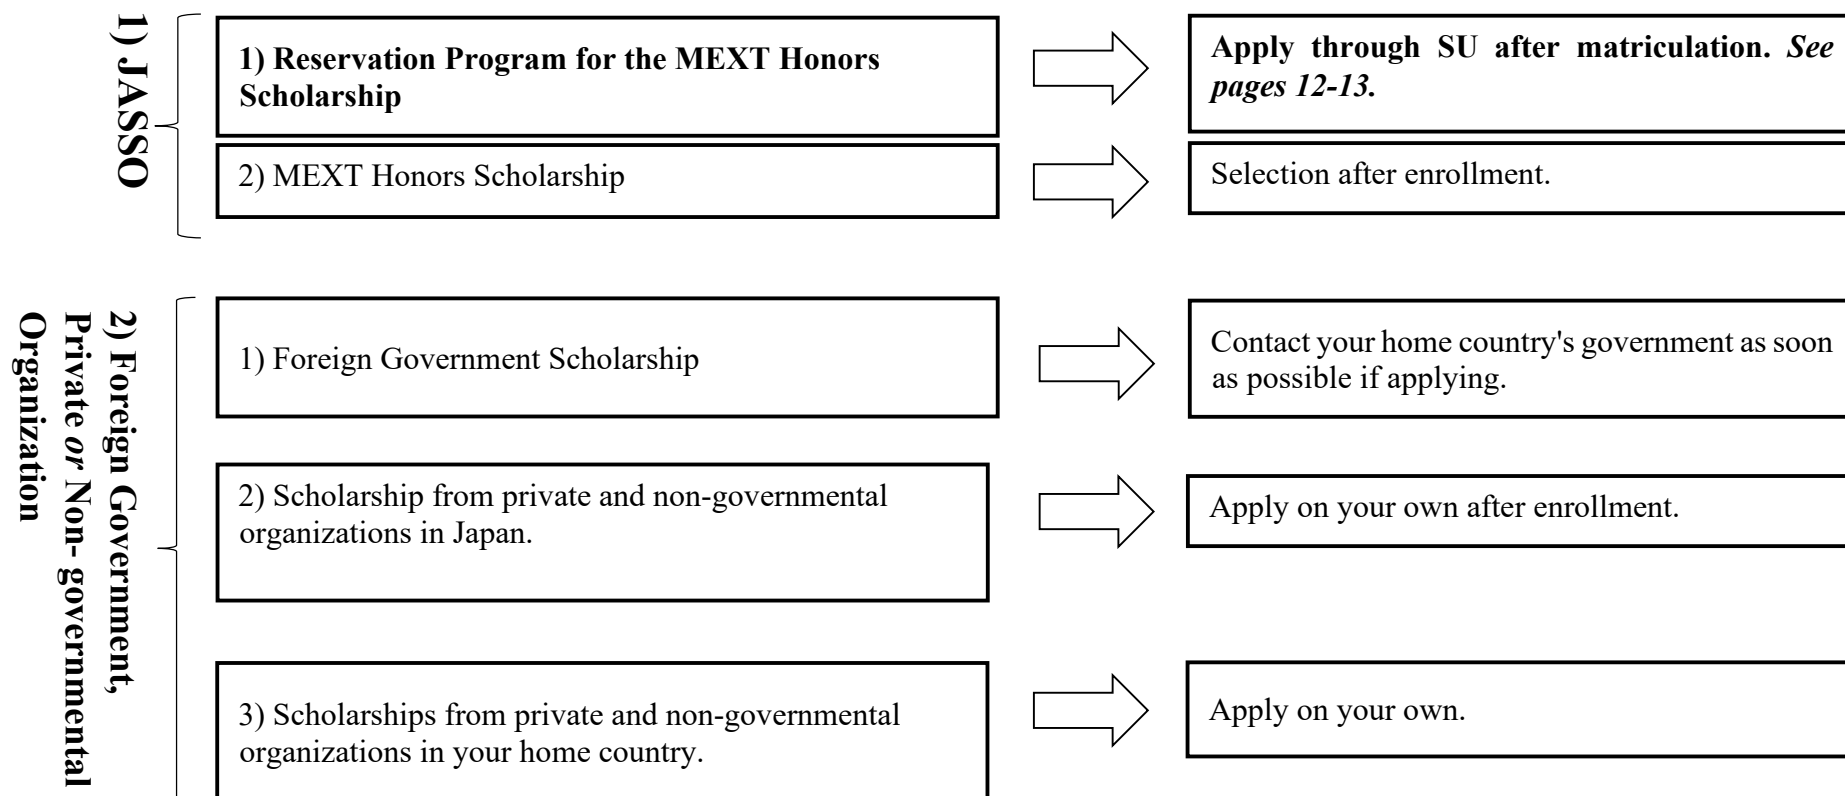 1) JASSO
1) Reservation Program for the MEXT Honors
Scholarship
Apply through SU after matriculation. See
pages 12-13.
2) MEXT Honors Scholarship
Selection after enrollment.
2) Foreign Government,
Private or Non- governmental
Organization
1) Foreign Government Scholarship
Contact your home country's government as soon
as possible if applying.
2) Scholarship from private and non-governmental
organizations in Japan.
Apply on your own after enrollment.
3) Scholarships from private and non-governmental
organizations in your home country.
Apply on your own.